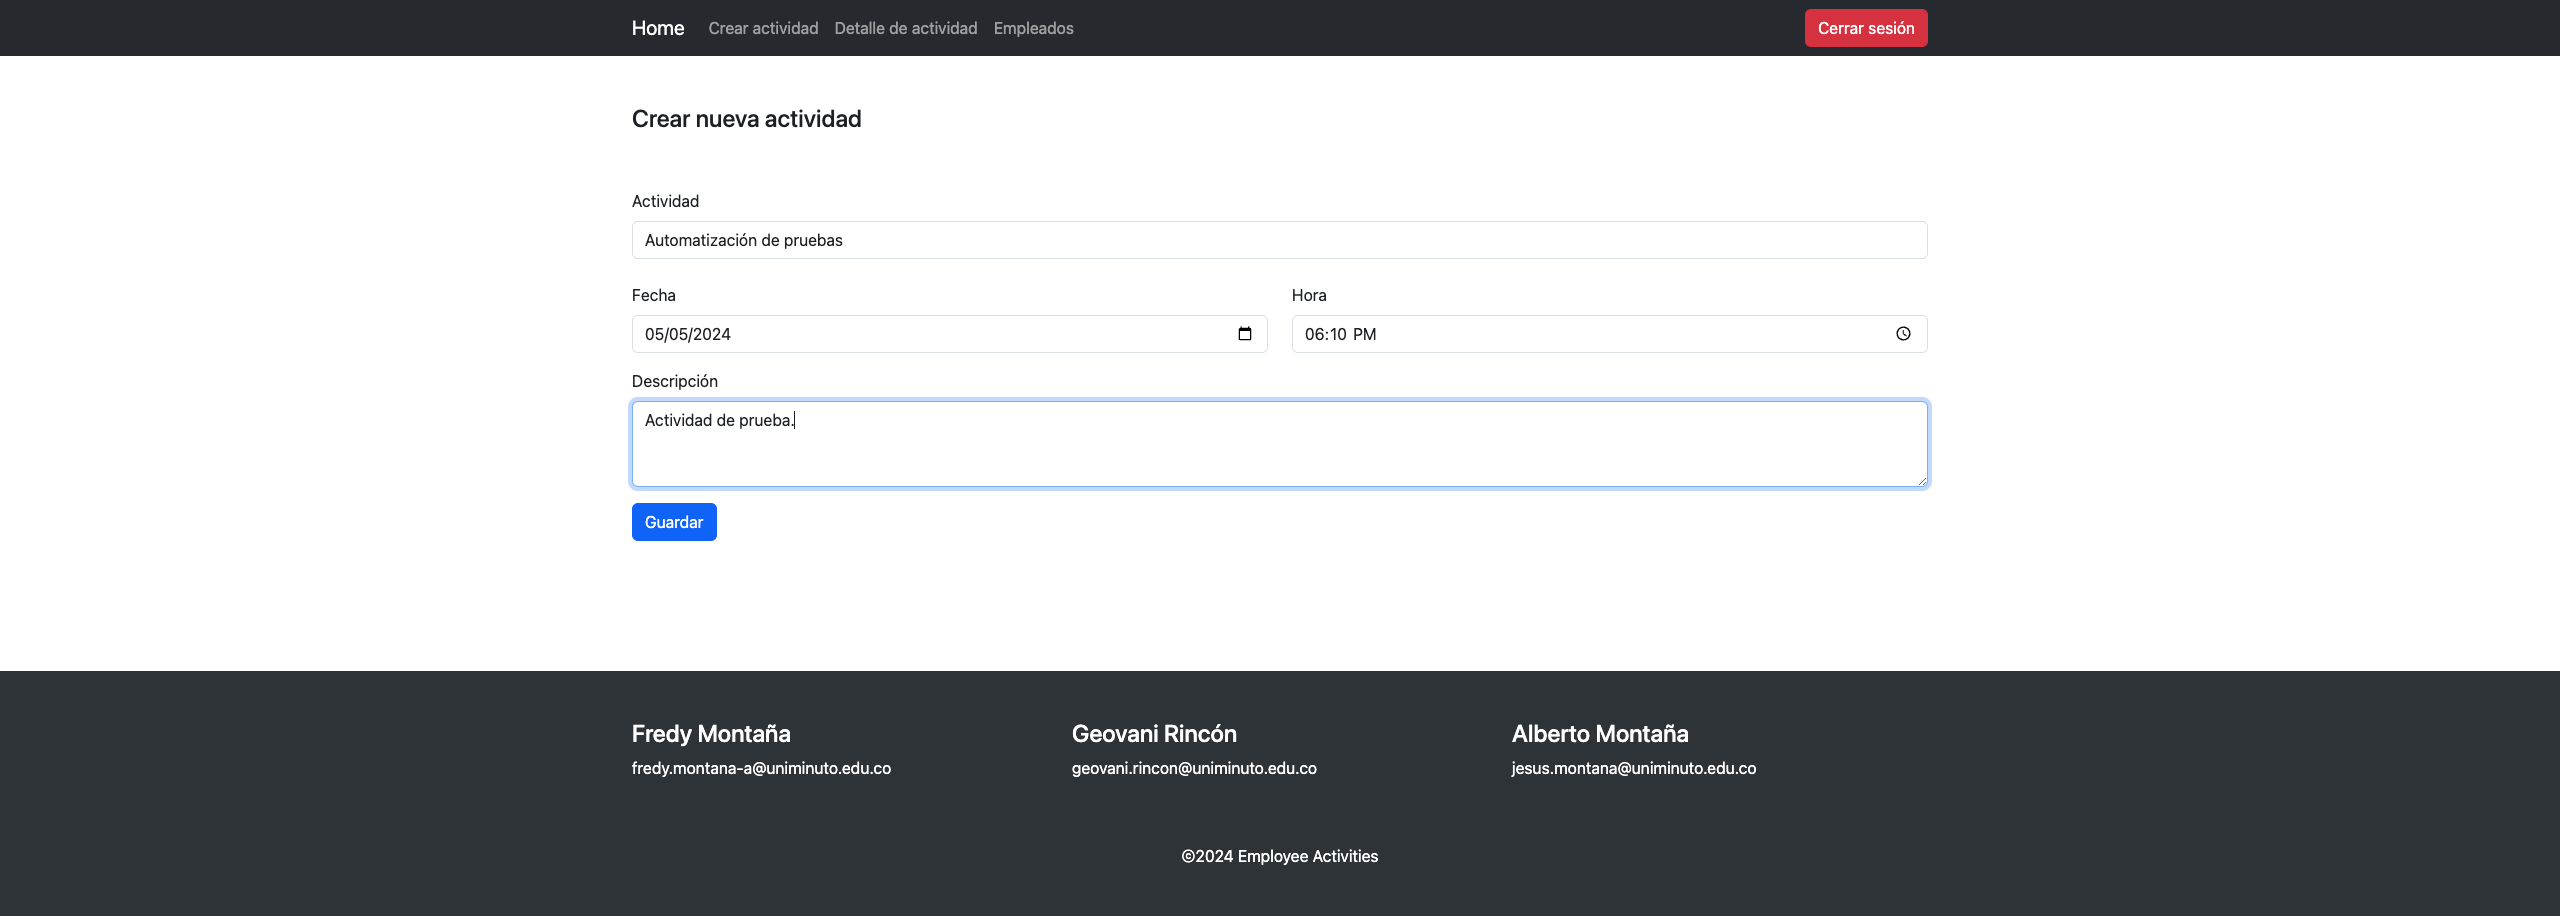 Home Crear actividad Detalle de actividad Empleados Cerrar sesión
Crear nueva actividad
Actividad
Automatización de pruebas
Fecha Hora
05/05/2024 06:10 PM
Descripción
Actividad de prueba.
Guardar
Fredy Montaña Geovani Rincón Alberto Montaña
fredy.montana-a@uniminuto.edu.co geovani.rincon@uniminuto.edu.co jesus.montana@uniminuto.edu.co
©2024 Employee Activities